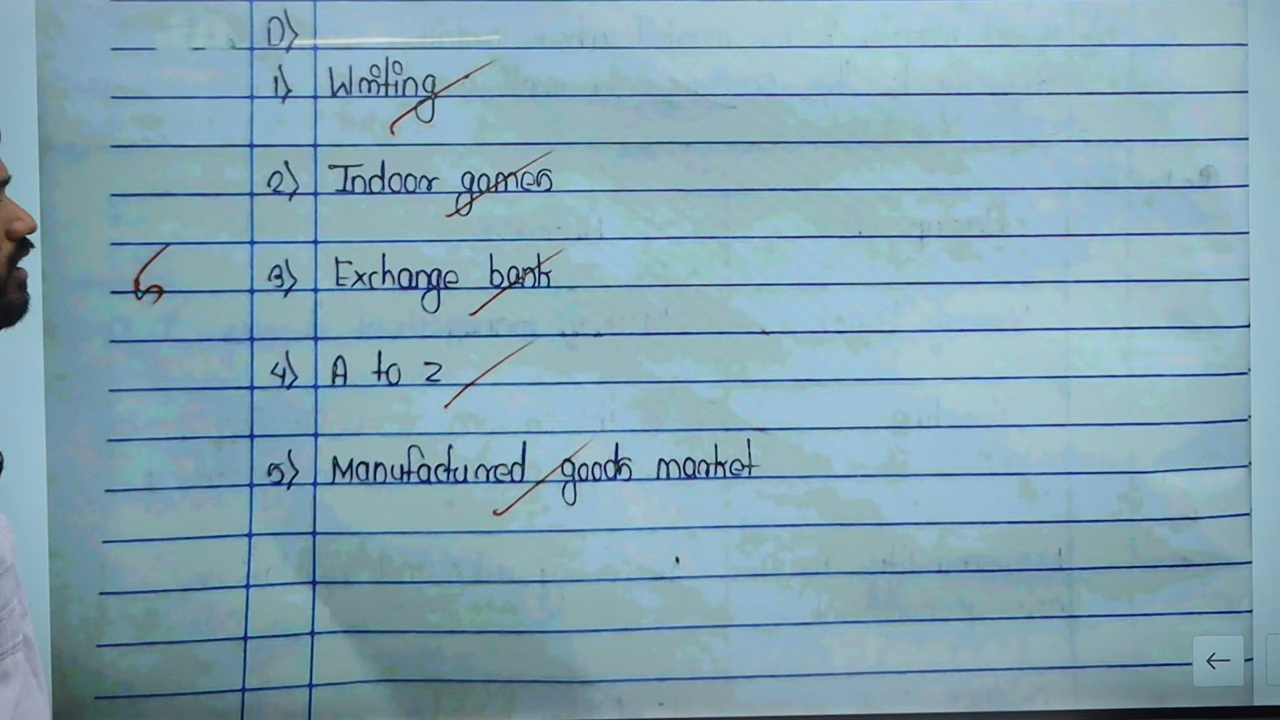 D)
1) Writing
2) Indoor games
3) Exchange bank
4) A to z
5) Manufactured goods market